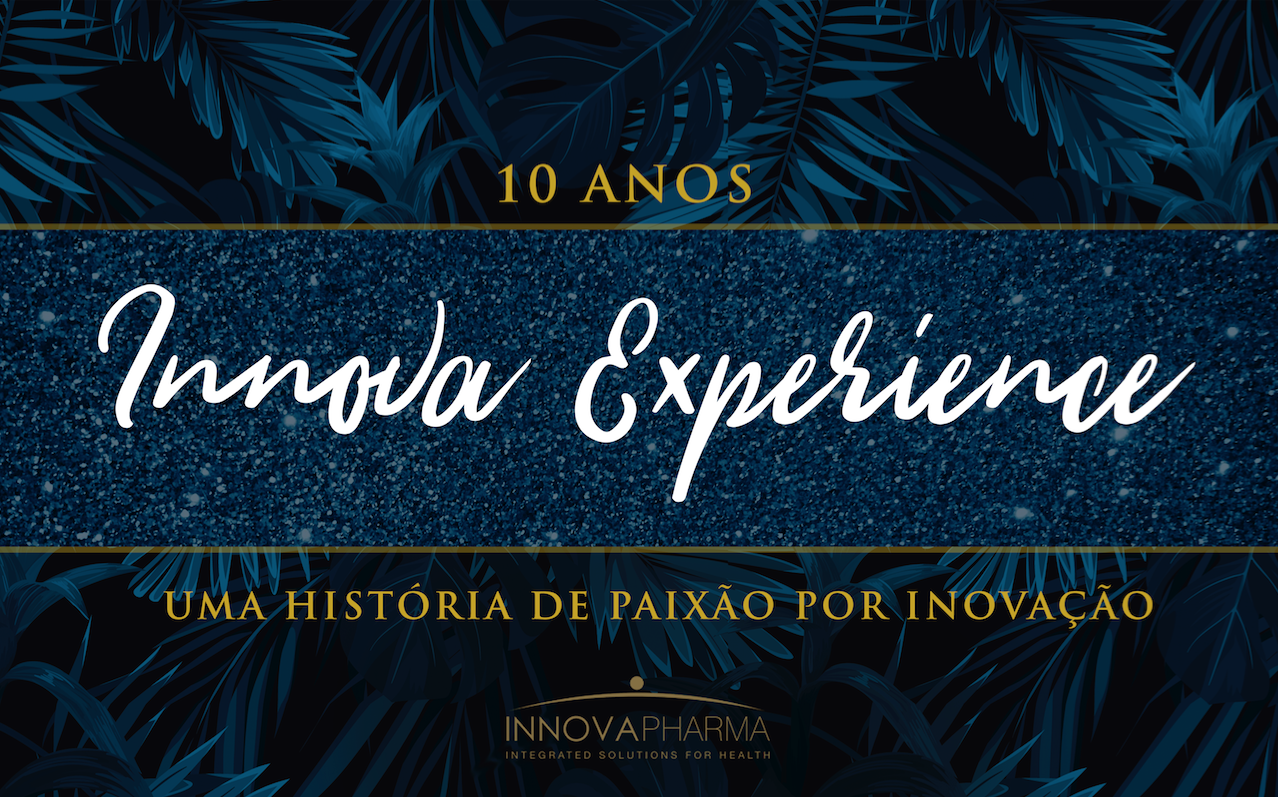 10 ANOS
Innova Experience
UMA HISTÓRIA DE PAIXÃO POR INOVAÇÃO
INNOVAPHARMA
INTEGRATED SOLUTIONS FOR HEALTH